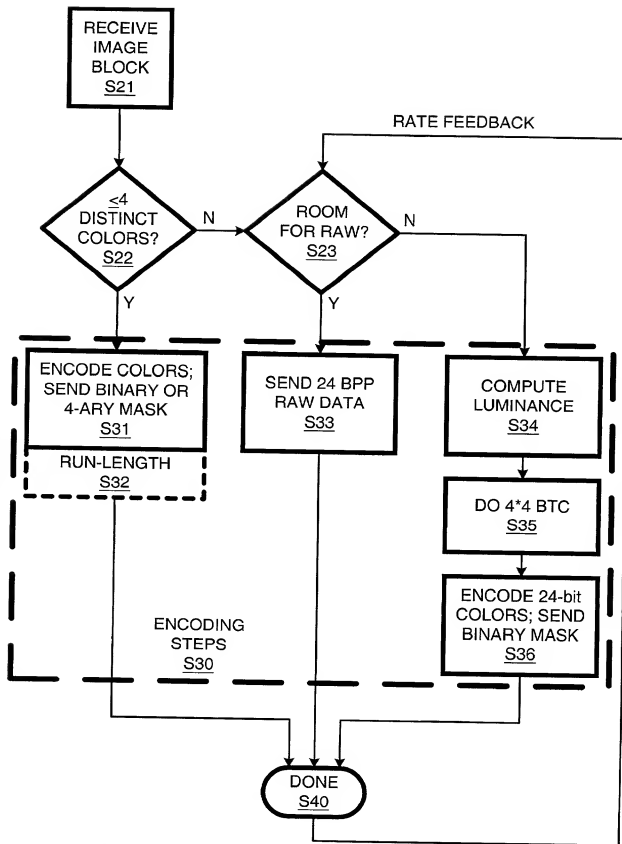 RECEIVE
IMAGE
BLOCK
S21
RATE FEEDBACK
≤4
DISTINCT
COLORS?
S22
N
ROOM
FOR RAW?
S23
N
Y
Y
ENCODE COLORS;
SEND BINARY OR
4-ARY MASK
S31
RUN-LENGTH
S32
SEND 24 BPP
RAW DATA
S33
COMPUTE
LUMINANCE
S34
DO 4*4 BTC
S35
ENCODE 24-bit
COLORS; SEND
BINARY MASK
S36
ENCODING
STEPS
S30
DONE
S40